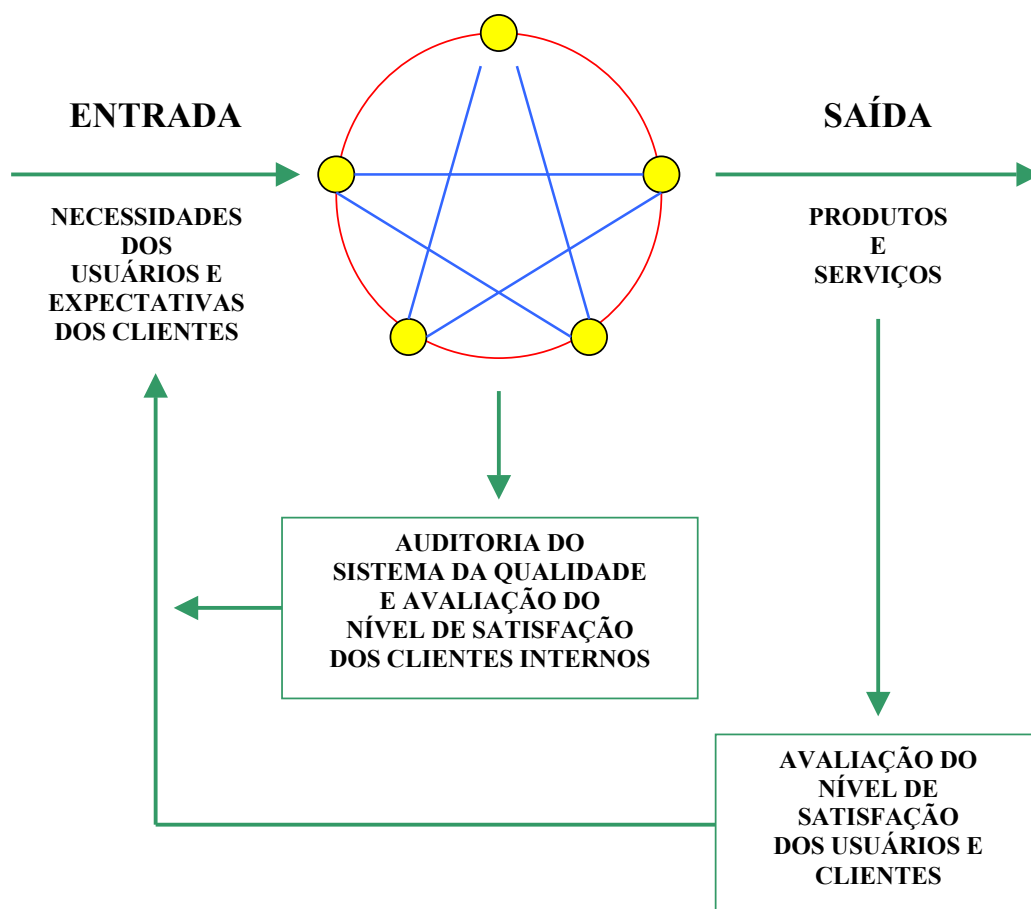 ENTRADA
NECESSIDADES
DOS
USUÁRIOS E
EXPECTATIVAS
DOS CLIENTES
SAÍDA
PRODUTOS
E
SERVIÇOS
AUDITORIA DO
SISTEMA DA QUALIDADE
E AVALIAÇÃO DO
NÍVEL DE SATISFAÇÃO
DOS CLIENTES INTERNOS
AVALIAÇÃO DO
NÍVEL DE
SATISFAÇÃO
DOS USUÁRIOS E
CLIENTES